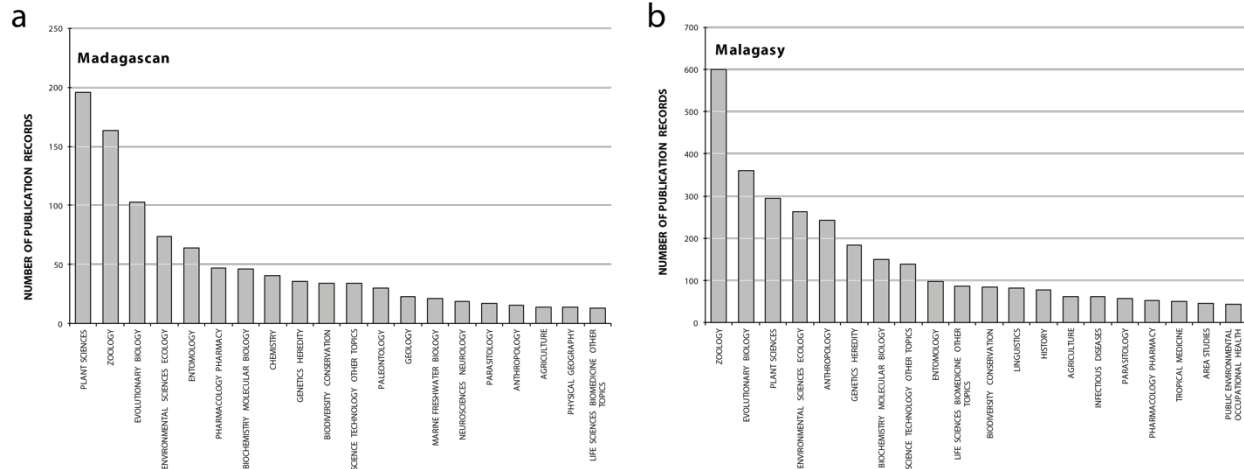 a
Madagascan
NUMBER OF PUBLICATION RECORDS
250
200
150
100
50
0
PLANT SCIENCES
ZOOLOGY
EVOLUTIONARY BIOLOGY
ENVIRONMENTAL SCIENCES ECOLOGY
ENTOMOLOGY
PHARMACOLOGY PHARMACY
BIOCHEMISTRY MOLECULAR BIOLOGY
CHEMISTRY
GENETICS HEREDITY
BIODIVERSITY CONSERVATION
SCIENCE TECHNOLOGY OTHER TOPICS
PALEONTOLOGY
GEOLOGY
MARINE FRESHWATER BIOLOGY
NEUROSCIENCES NEUROLOGY
PARASITOLOGY
ANTHROPOLOGY
AGRICULTURE
PHYSICAL GEOGRAPHY
LIFE SCIENCES BIOMEDICINE OTHER
TOPICS
b
Malagasy
NUMBER OF PUBLICATION RECORDS
700
600
500
400
300
200
100
0
ZOOLOGY
EVOLUTIONARY BIOLOGY
PLANT SCIENCES
ENVIRONMENTAL SCIENCES ECOLOGY
ANTHROPOLOGY
GENETICS HEREDITY
BIOCHEMISTRY MOLECULAR BIOLOGY
SCIENCE TECHNOLOGY OTHER TOPICS
ENTOMOLOGY
LIFE SCIENCES BIOMEDICINE OTHER
TOPICS
BIODIVERSITY CONSERVATION
LINGUISTICS
HISTORY
AGRICULTURE
INFECTIOUS DISEASES
PARASITOLOGY
PHARMACOLOGY PHARMACY
TROPICAL MEDICINE
AREA STUDIES
PUBLIC ENVIRONMENTAL
OCCUPATIONAL HEALTH